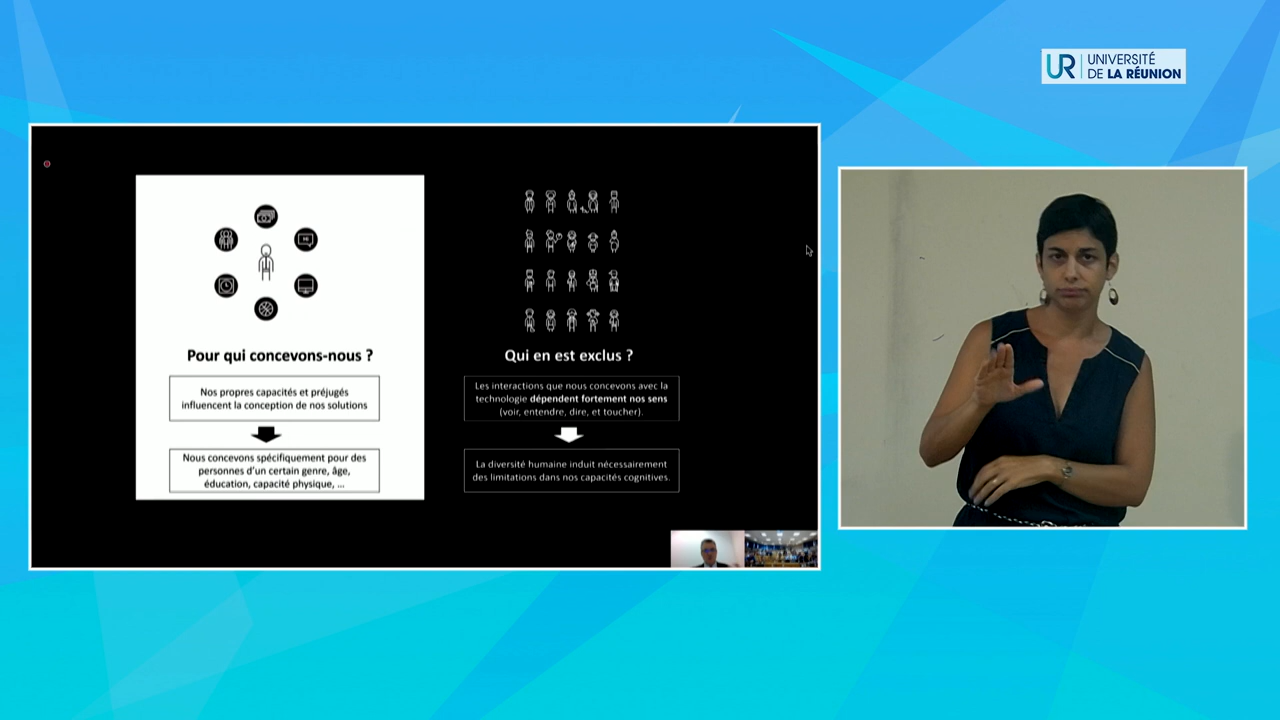 UR UNIVERSITÉ
DE LA RÉUNION
Pour qui concevons-nous ?
Nos propres capacités et préjugés
influencent la conception de nos solutions
Nous concevons spécifiquement pour des
personnes d'un certain genre, âge,
éducation, capacité physique, ...
Qui en est exclus ?
Les interactions que nous concevons avec la
technologie dépendent fortement nos sens
(voir, entendre, dire, et toucher).
La diversité humaine induit nécessairement
des limitations dans nos capacités cognitives.